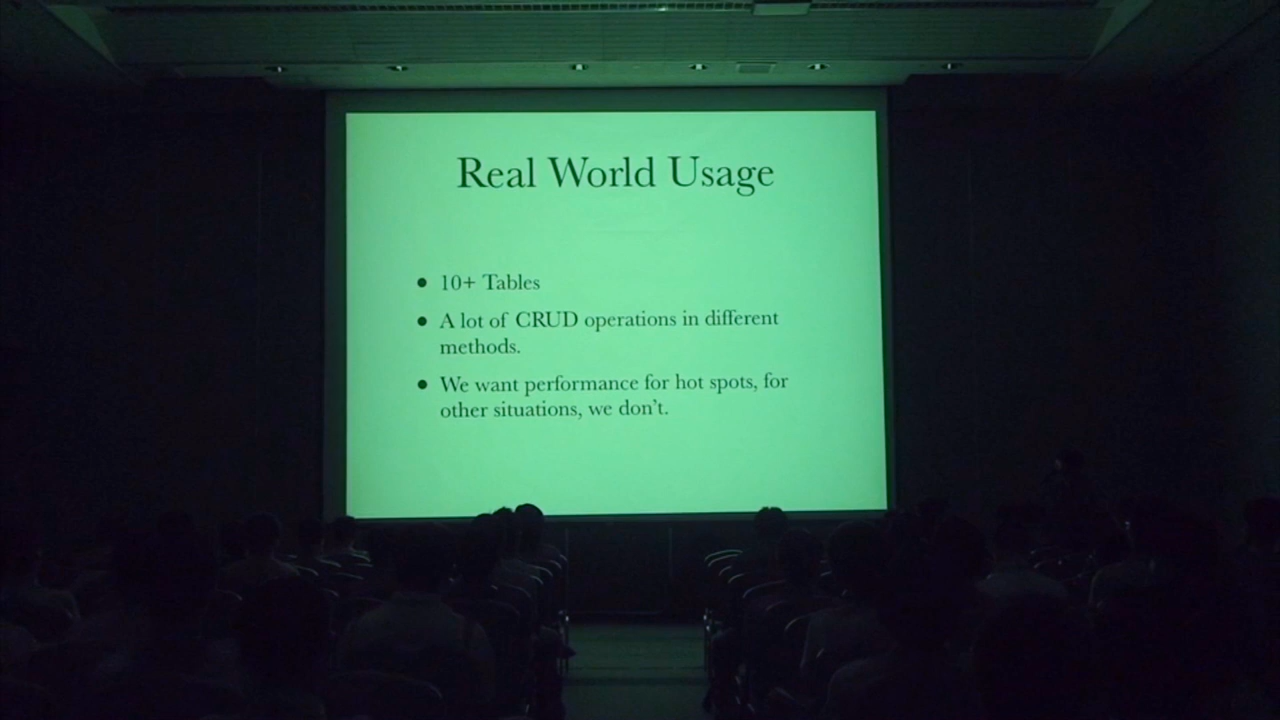 Real World Usage
• 10+ Tables
• A lot of CRUD operations in different
methods.
• We want performance for hot spots, for
other situations, we don't.